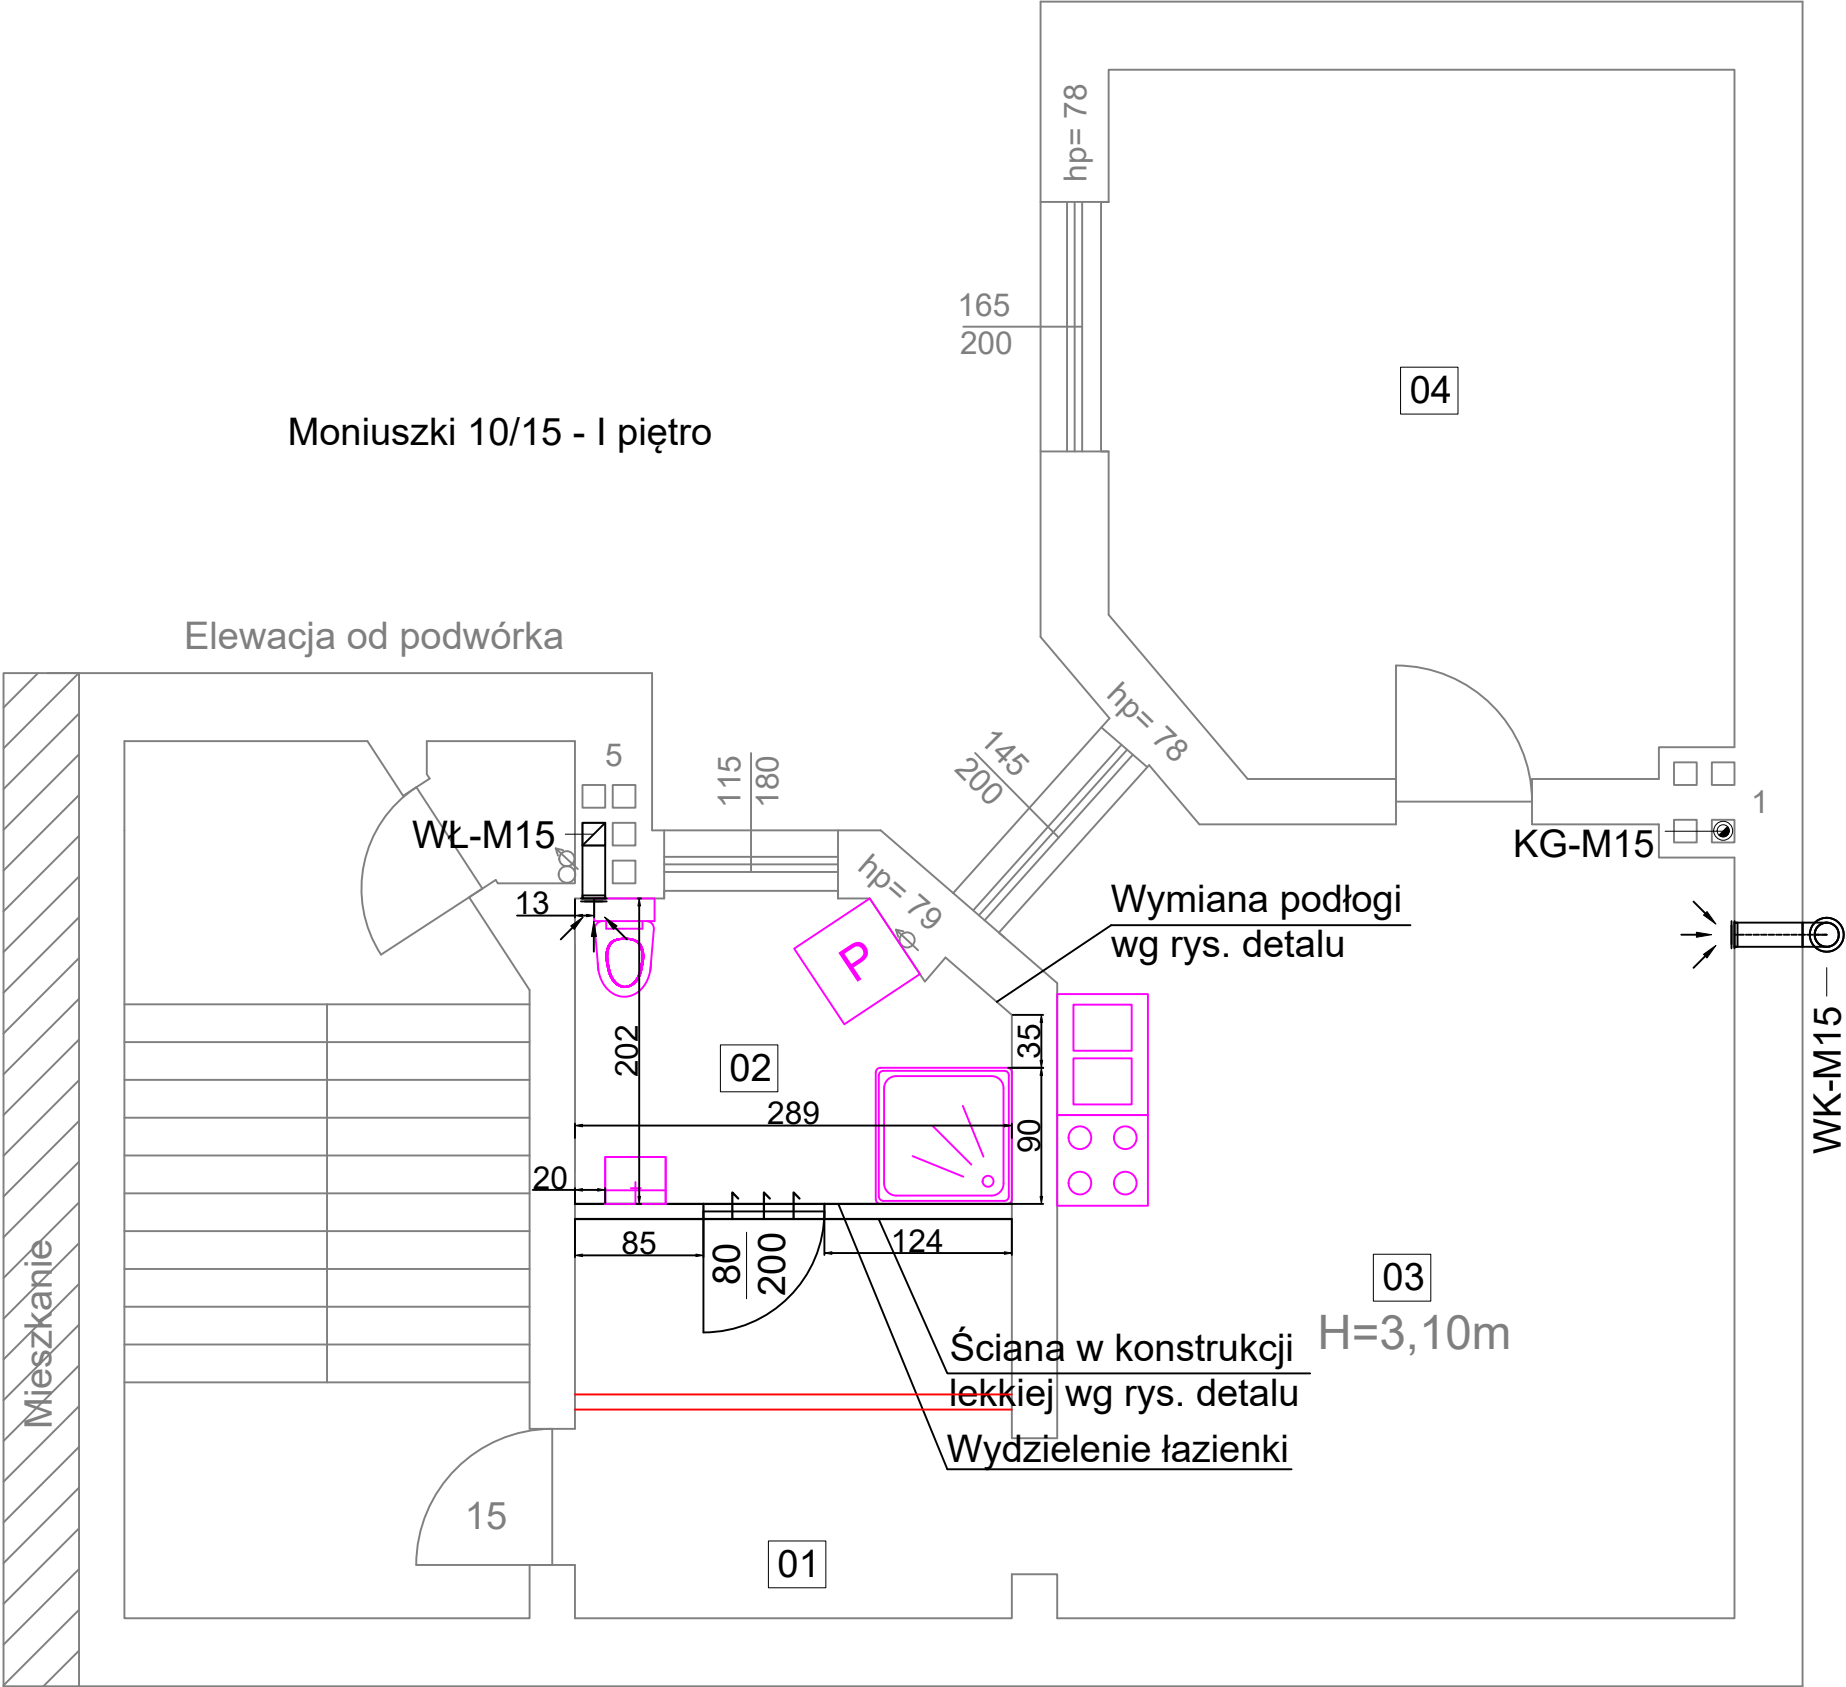 hp= 78
165
200
04
Moniuszki 10/15 - I piętro
Elewacja od podwórka
hp= 78
5
115
180
145
200
1
WŁ-M15
KG-M15
hp= 79
13
Wymiana podłogi
wg rys. detalu
P
35
202
02
WK-M15
289
90
20
85
80
200
124
03
H=3,10m
Mieszkanie
Ściana w konstrukcji
lekkiej wg rys. detalu
Wydzielenie łazienki
15
01